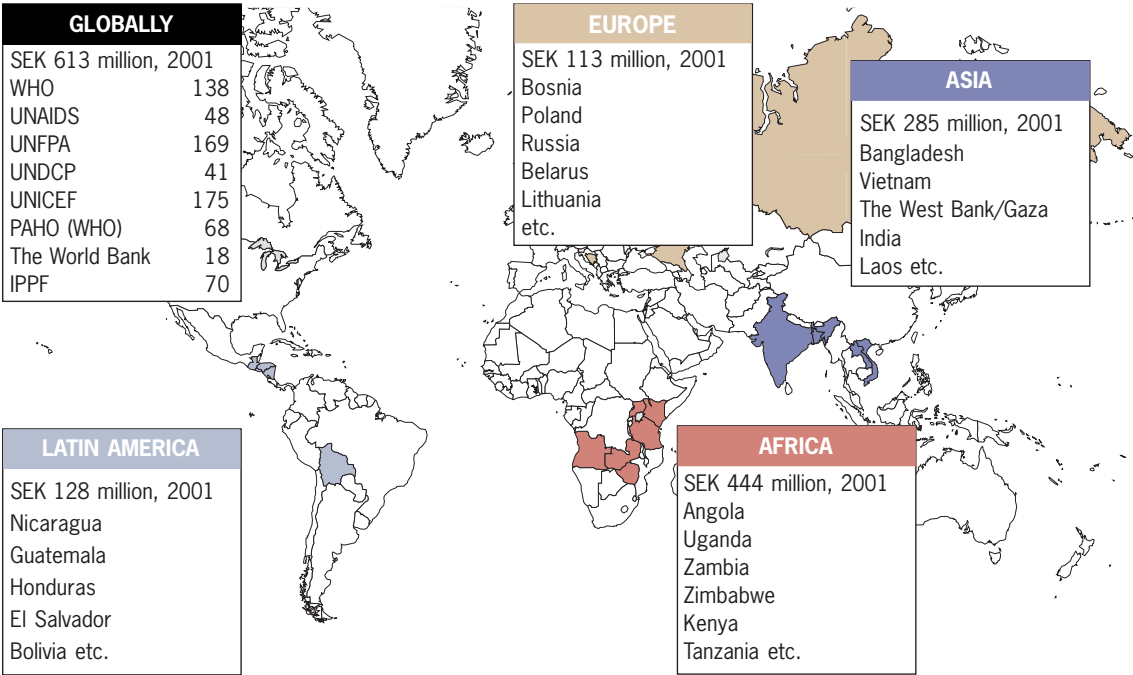 GLOBALLY
SEK 613 million, 2001
WHO 138
UNAIDS 48
UNFPA 169
UNDCP 41
UNICEF 175
PAHO (WHO) 68
The World Bank 18
IPPF 70
EUROPE
SEK 113 million, 2001
Bosnia
Poland
Russia
Belarus
Lithuania
etc.
ASIA
SEK 285 million, 2001
Bangladesh
Vietnam
The West Bank/Gaza
India
Laos etc.
LATIN AMERICA
SEK 128 million, 2001
Nicaragua
Guatemala
Honduras
El Salvador
Bolivia etc.
AFRICA
SEK 444 million, 2001
Angola
Uganda
Zambia
Zimbabwe
Kenya
Tanzania etc.